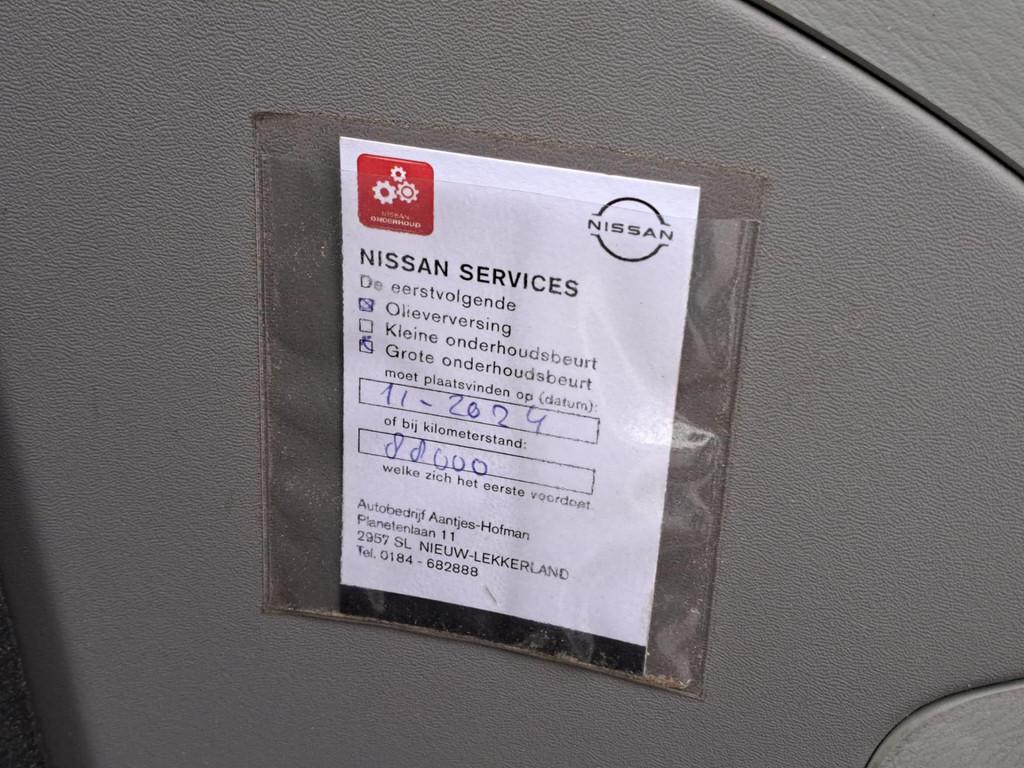 NISSAN
ONDERHOUD
NISSAN
NISSAN SERVICES
De eerstvolgende
Olieverversing
Kleine onderhoudsbeurt
Grote onderhoudsbeurt
moet plaatsvinden op (datum):
11-2024
of bij kilometerstand:
88000
welke zich het eerste voordoet.
Autobedrijf Aantjes-Hofman
Planetenlaan 11
2957 SL NIEUW-LEKKERLAND
Tel. 0184 - 682888